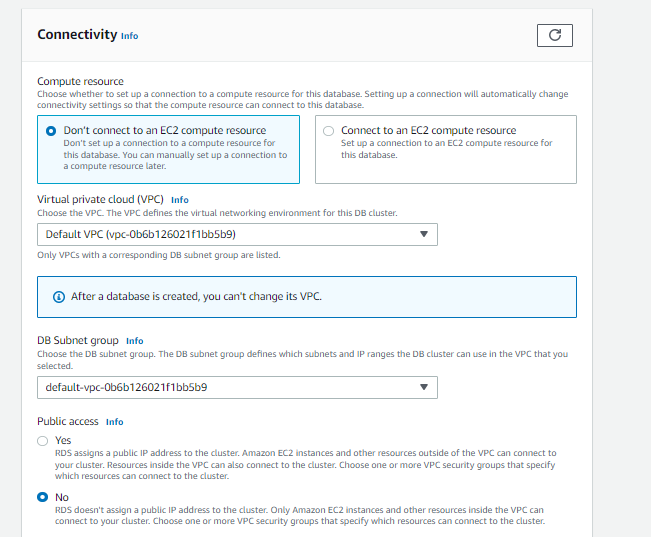 Connectivity Info
Compute resource
Choose whether to set up a connection to a compute resource for this database. Setting up a connection will automatically change
connectivity settings so that the compute resource can connect to this database.
Don't connect to an EC2 compute resource
Don't set up a connection to a compute resource for
this database. You can manually set up a connection to
a compute resource later.
Connect to an EC2 compute resource
Set up a connection to an EC2 compute resource for
this database.
Virtual private cloud (VPC) Info
Choose the VPC. The VPC defines the virtual networking environment for this DB cluster.
Default VPC (vpc-0b6b126021f1bb5b9)
Only VPCs with a corresponding DB subnet group are listed.
After a database is created, you can't change its VPC.
DB Subnet group Info
Choose the DB subnet group. The DB subnet group defines which subnets and IP ranges the DB cluster can use in the VPC that you
selected.
default-vpc-0b6b126021f1bb5b9
Public access Info
Yes
RDS assigns a public IP address to the cluster. Amazon EC2 instances and other resources outside of the VPC can connect to
your cluster. Resources inside the VPC can also connect to the cluster. Choose one or more VPC security groups that specify
which resources can connect to the cluster.
No
RDS doesn't assign a public IP address to the cluster. Only Amazon EC2 instances and other resources inside the VPC can
connect to your cluster. Choose one or more VPC security groups that specify which resources can connect to the cluster.